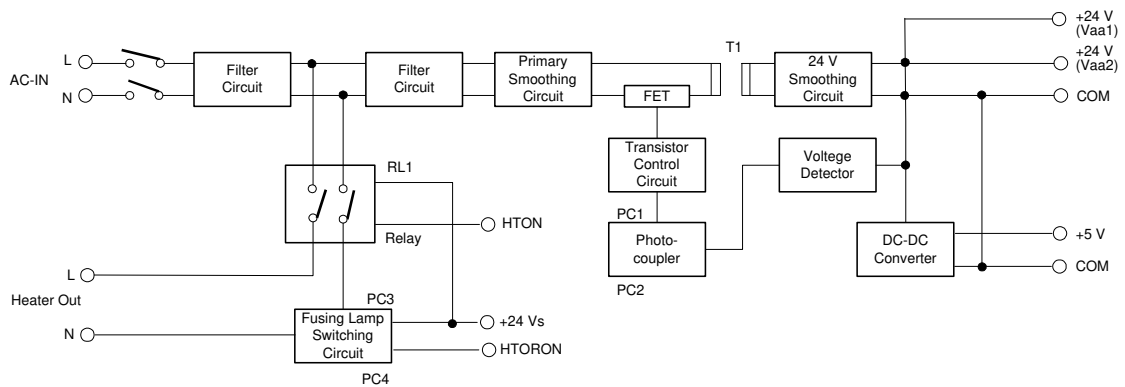 +24 V
(Vaa1)
T1
L
Filter
Circuit
Filter
Circuit
Primary
Smoothing
Circuit
24 V
Smoothing
Circuit
+24 V
(Vaa2)
AC-IN
N
FET
COM
Transistor
Control
Circuit
Voltege
Detector
RL1
PC1
HTON
Relay
Photo-
coupler
DC-DC
Converter
+5 V
COM
L
PC2
Heater Out
PC3
N
Fusing Lamp
Switching
Circuit
+24 Vs
HTORON
PC4